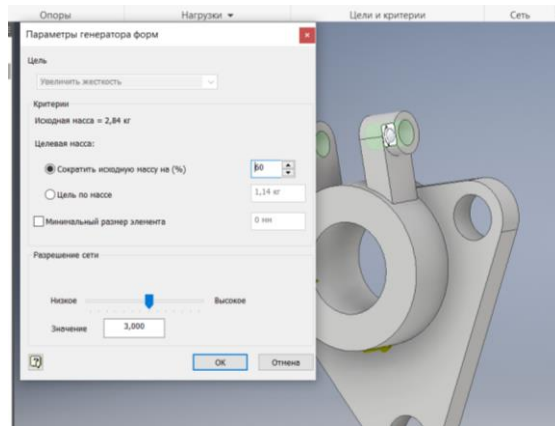 Опоры Нагрузки Цели и критерии Сеть
Параметры генератора форм
Цель
Увеличить жесткость
Критерии
Исходная масса = 2,84 кг
Целевая масса:
Сократить исходную массу на (%) 60
Цель по массе 1,14 кг
Минимальный размер элемента 0 мм
Разрешение сети
Низкое Высокое
Значение 3,000
OK Отмена